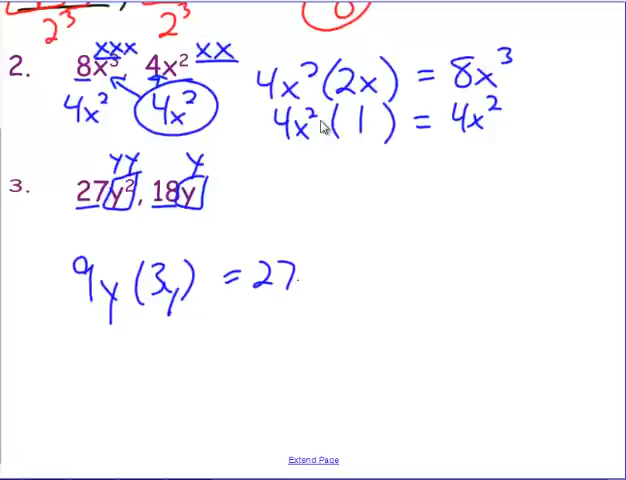 2³ 2³ 6
xxx xx
2. 8x³, 4x² 4x²(2x) = 8x³
4x² 4x² 4x²( 1 ) = 4x²
yy y
3. 27y², 18y
9y(3y) = 27
Extend Page